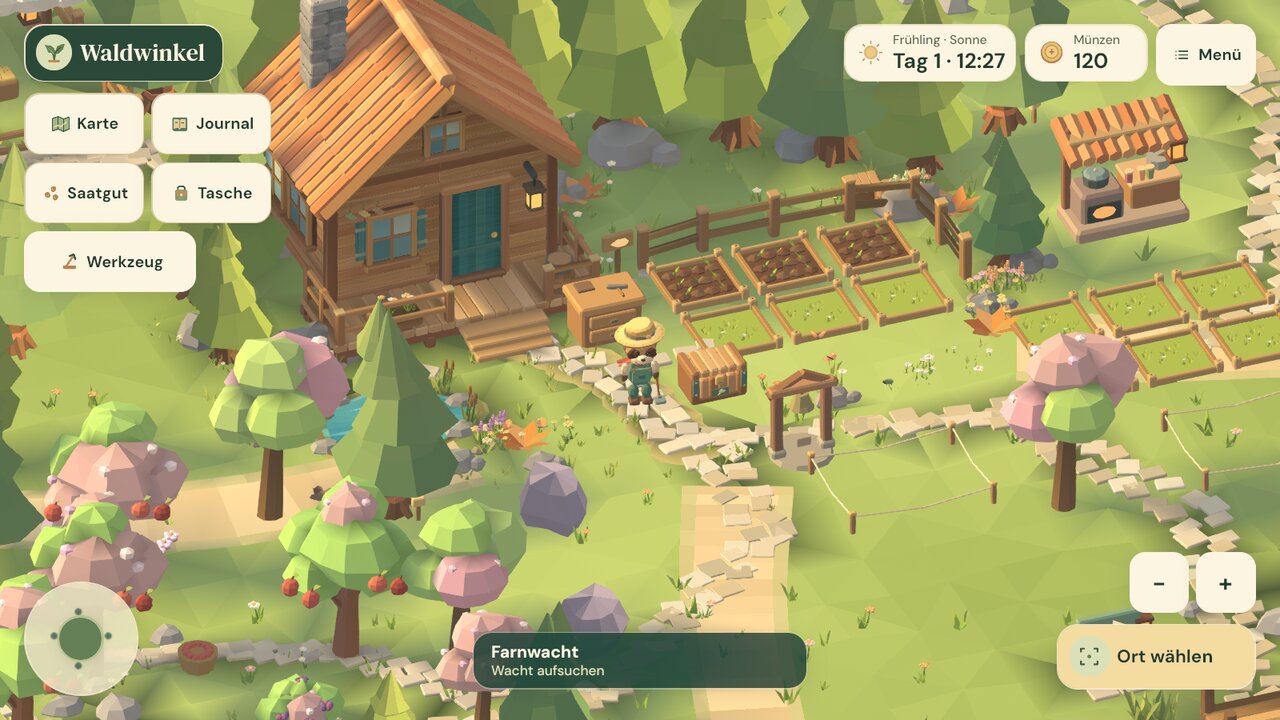 Waldwinkel
Frühling · Sonne
Tag 1 · 12:27
Münzen
120
Menü
Karte
Journal
Saatgut
Tasche
Werkzeug
−
+
Farnwacht
Wacht aufsuchen
Ort wählen